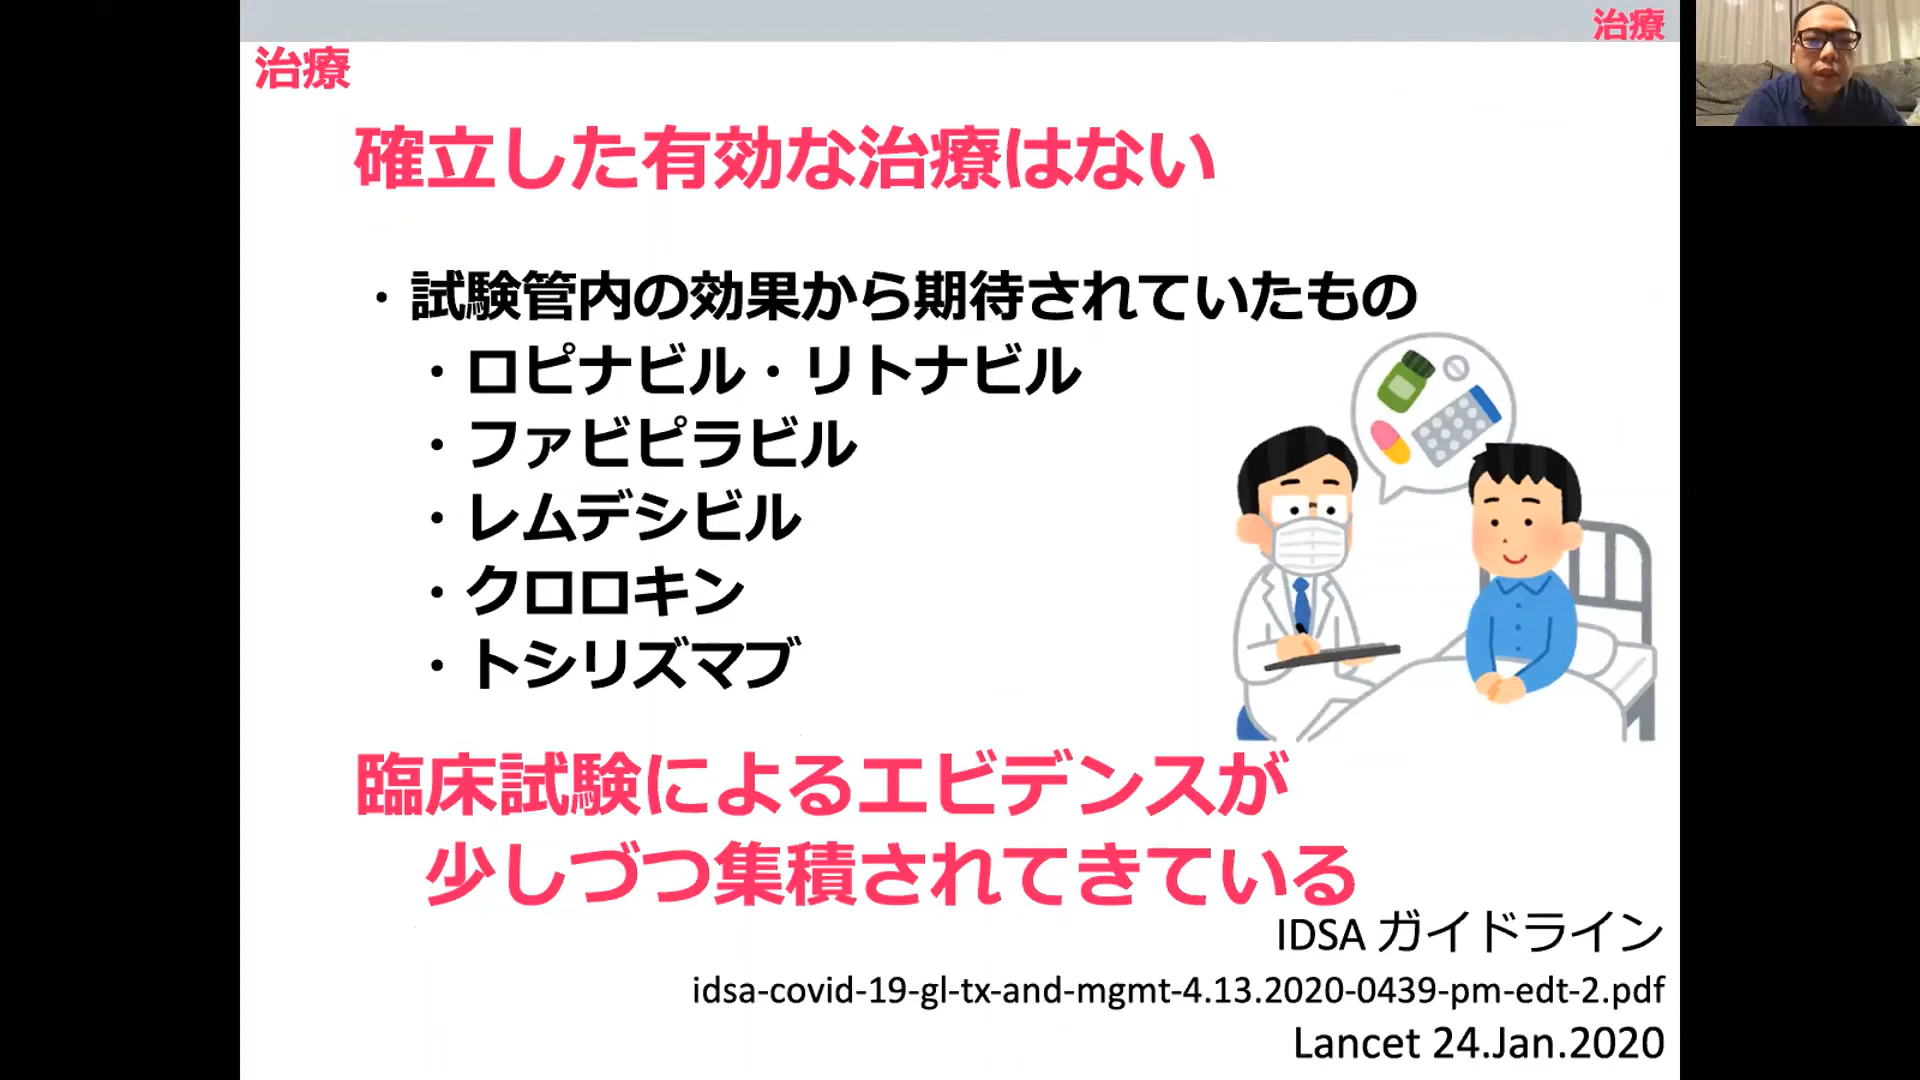 治療
治療
確立した有効な治療はない
・試験管内の効果から期待されていたもの
・ロピナビル・リトナビル
・ファビピラビル
・レムデシビル
・クロロキン
・トシリズマブ
臨床試験によるエビデンスが
少しづつ集積されてきている
IDSA ガイドライン
idsa-covid-19-gl-tx-and-mgmt-4.13.2020-0439-pm-edt-2.pdf
Lancet 24.Jan.2020